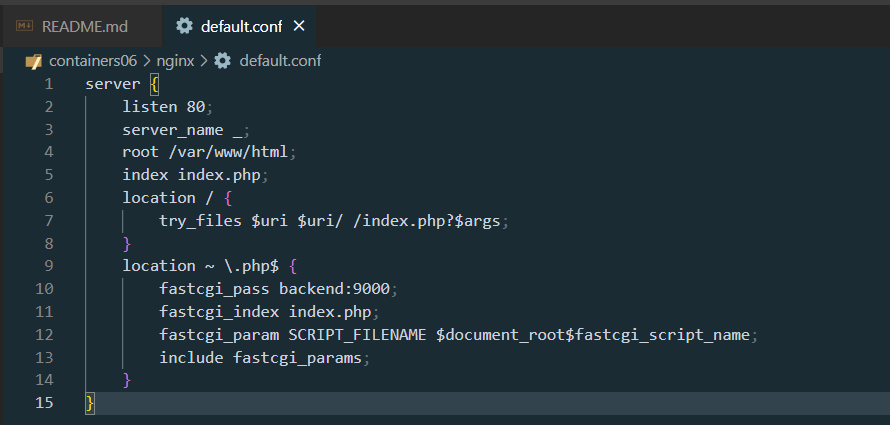 README.md default.conf
containers06 > nginx > default.conf
1 server {
2     listen 80;
3     server_name _;
4     root /var/www/html;
5     index index.php;
6     location / {
7         try_files $uri $uri/ /index.php?$args;
8     }
9     location ~ \.php$ {
10         fastcgi_pass backend:9000;
11         fastcgi_index index.php;
12         fastcgi_param SCRIPT_FILENAME $document_root$fastcgi_script_name;
13         include fastcgi_params;
14     }
15 }